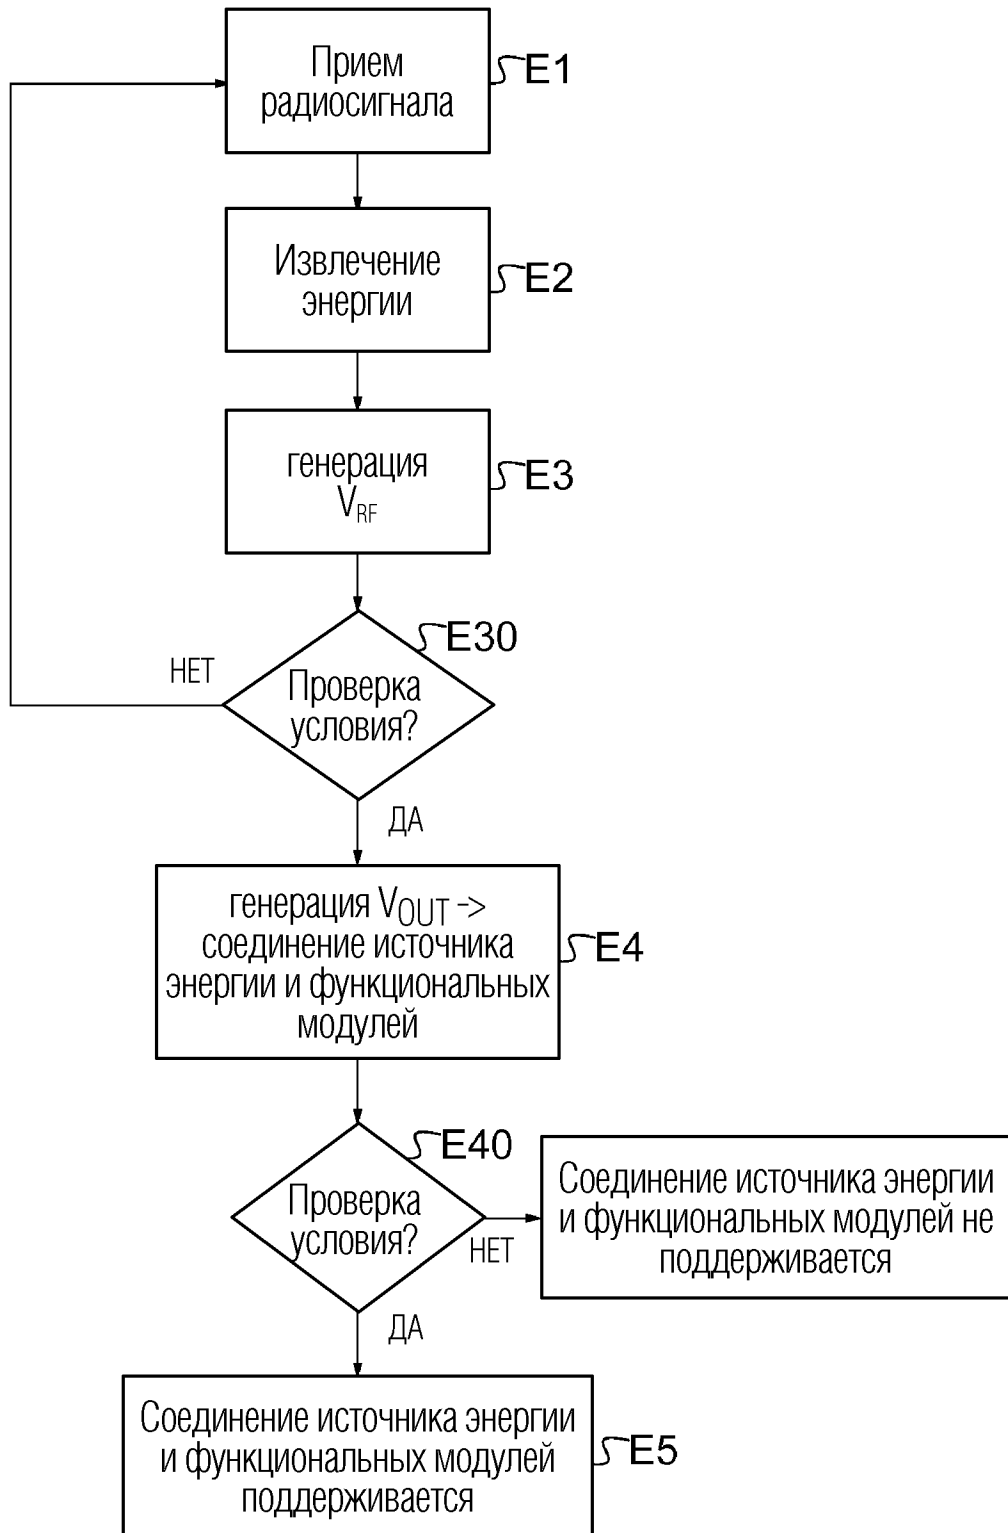 Прием
радиосигнала
E1
Извлечение
энергии
E2
генерация
VRF
E3
E30
Проверка
условия?
НЕТ
ДА
генерация VOUT ->
соединение источника
энергии и функциональных
модулей
E4
E40
Проверка
условия?
НЕТ
Соединение источника энергии
и функциональных модулей не
поддерживается
ДА
Соединение источника энергии
и функциональных модулей
поддерживается
E5